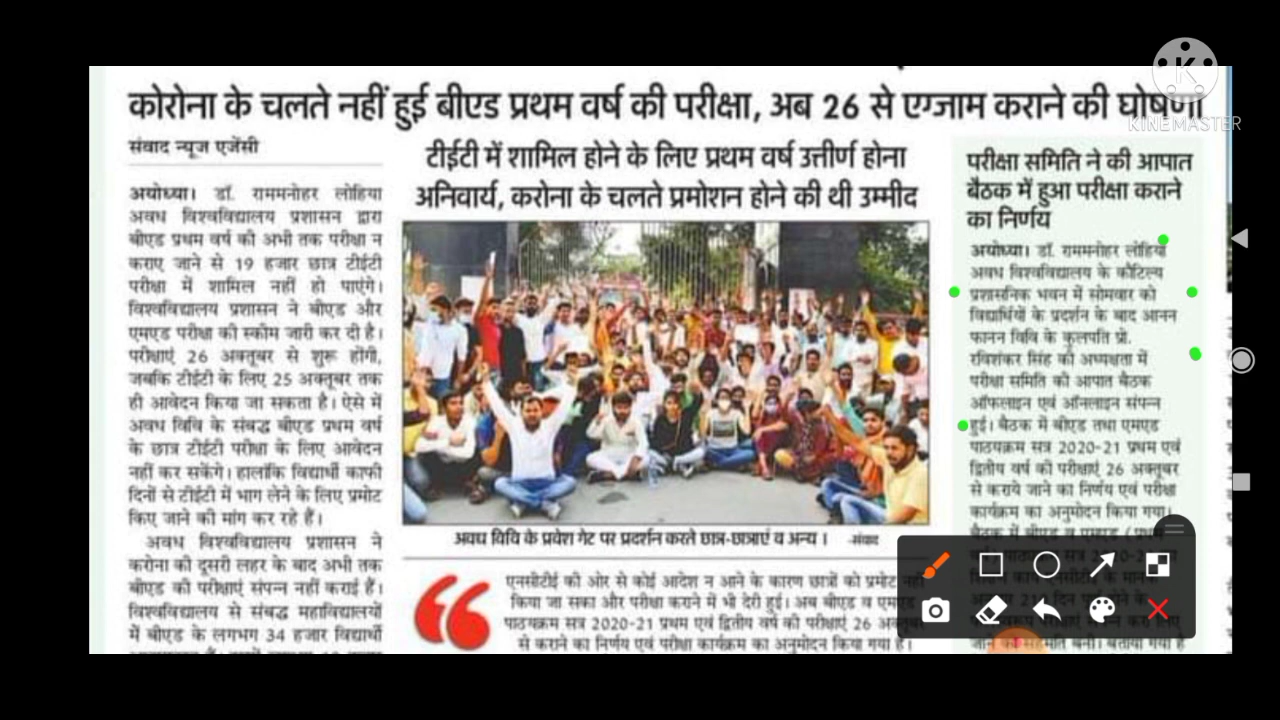 कोरोना के चलते नहीं हुई बीएड प्रथम वर्ष की परीक्षा, अब 26 से एग्जाम कराने की घोषणा
KINEMASTER
संवाद न्यूज एजेंसी
अयोध्या। डॉ. राममनोहर लोहिया
अवध विश्वविद्यालय प्रशासन द्वारा
बीएड प्रथम वर्ष की अभी तक परीक्षा न
कराए जाने से 19 हजार छात्र टीईटी
परीक्षा में शामिल नहीं हो पाएंगे।
विश्वविद्यालय प्रशासन ने बीएड और
एमएड परीक्षा की स्कीम जारी कर दी है।
परीक्षाएं 26 अक्तूबर से शुरू होंगी,
जबकि टीईटी के लिए 25 अक्तूबर तक
ही आवेदन किया जा सकता है। ऐसे में
अवध विवि के संबद्ध बीएड प्रथम वर्ष
के छात्र टीईटी परीक्षा के लिए आवेदन
नहीं कर सकेंगे। हालांकि विद्यार्थी काफी
दिनों से टीईटी में भाग लेने के लिए प्रमोट
किए जाने की मांग कर रहे हैं।
अवध विश्वविद्यालय प्रशासन ने
कोरोना की दूसरी लहर के बाद अभी तक
बीएड की परीक्षाएं संपन्न नहीं कराई हैं।
विश्वविद्यालय से संबद्ध महाविद्यालयों
में बीएड के लगभग 34 हजार विद्यार्थी
टीईटी में शामिल होने के लिए प्रथम वर्ष उत्तीर्ण होना
अनिवार्य, करोना के चलते प्रमोशन होने की थी उम्मीद
अवध विवि के प्रवेश गेट पर प्रदर्शन करते छात्र-छात्राएं व अन्य। -संवाद
एनसीटीई की ओर से कोई आदेश न आने के कारण छात्रों को प्रमोट नहीं
किया जा सका और परीक्षा कराने में भी देरी हुई। अब बीएड व एमएड
पाठयक्रम सत्र 2020-21 प्रथम एवं द्वितीय वर्ष की परीक्षाएं 26 अक्तूबर
से कराने का निर्णय एवं परीक्षा कार्यक्रम का अनुमोदन किया गया है।
परीक्षा समिति ने की आपात
बैठक में हुआ परीक्षा कराने
का निर्णय
अयोध्या। डॉ. राममनोहर लोहिया
अवध विश्वविद्यालय के कौटिल्य
प्रशासनिक भवन में सोमवार को
विद्यार्थियों के प्रदर्शन के बाद आनन
फानन विवि के कुलपति प्रो.
रविशंकर सिंह की अध्यक्षता में
परीक्षा समिति की आपात बैठक
ऑफलाइन एवं ऑनलाइन संपन्न
हुई। बैठक में बीएड तथा एमएड
पाठयक्रम सत्र 2020-21 प्रथम एवं
द्वितीय वर्ष की परीक्षाएं 26 अक्तूबर
से कराये जाने का निर्णय एवं परीक्षा
कार्यक्रम का अनुमोदन किया गया।